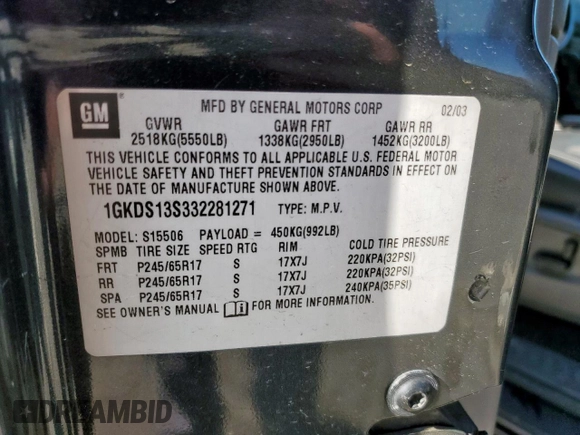 GM
MFD BY GENERAL MOTORS CORP 02/03
GVWR GAWR FRT GAWR RR
2518KG(5550LB) 1338KG(2950LB) 1452KG(3200LB)
THIS VEHICLE CONFORMS TO ALL APPLICABLE U.S. FEDERAL MOTOR
VEHICLE SAFETY AND THEFT PREVENTION STANDARDS IN EFFECT ON
THE DATE OF MANUFACTURE SHOWN ABOVE.
1GKDS13S332281271 TYPE: M.P.V.
MODEL: S15506 PAYLOAD = 450KG(992LB)
SPMB TIRE SIZE SPEED RTG RIM COLD TIRE PRESSURE
FRT P245/65R17 S 17X7J 220KPA(32PSI)
RR P245/65R17 S 17X7J 220KPA(32PSI)
SPA P245/65R17 S 17X7J 240KPA(35PSI)
SEE OWNER'S MANUAL FOR MORE INFORMATION
DREAMBID